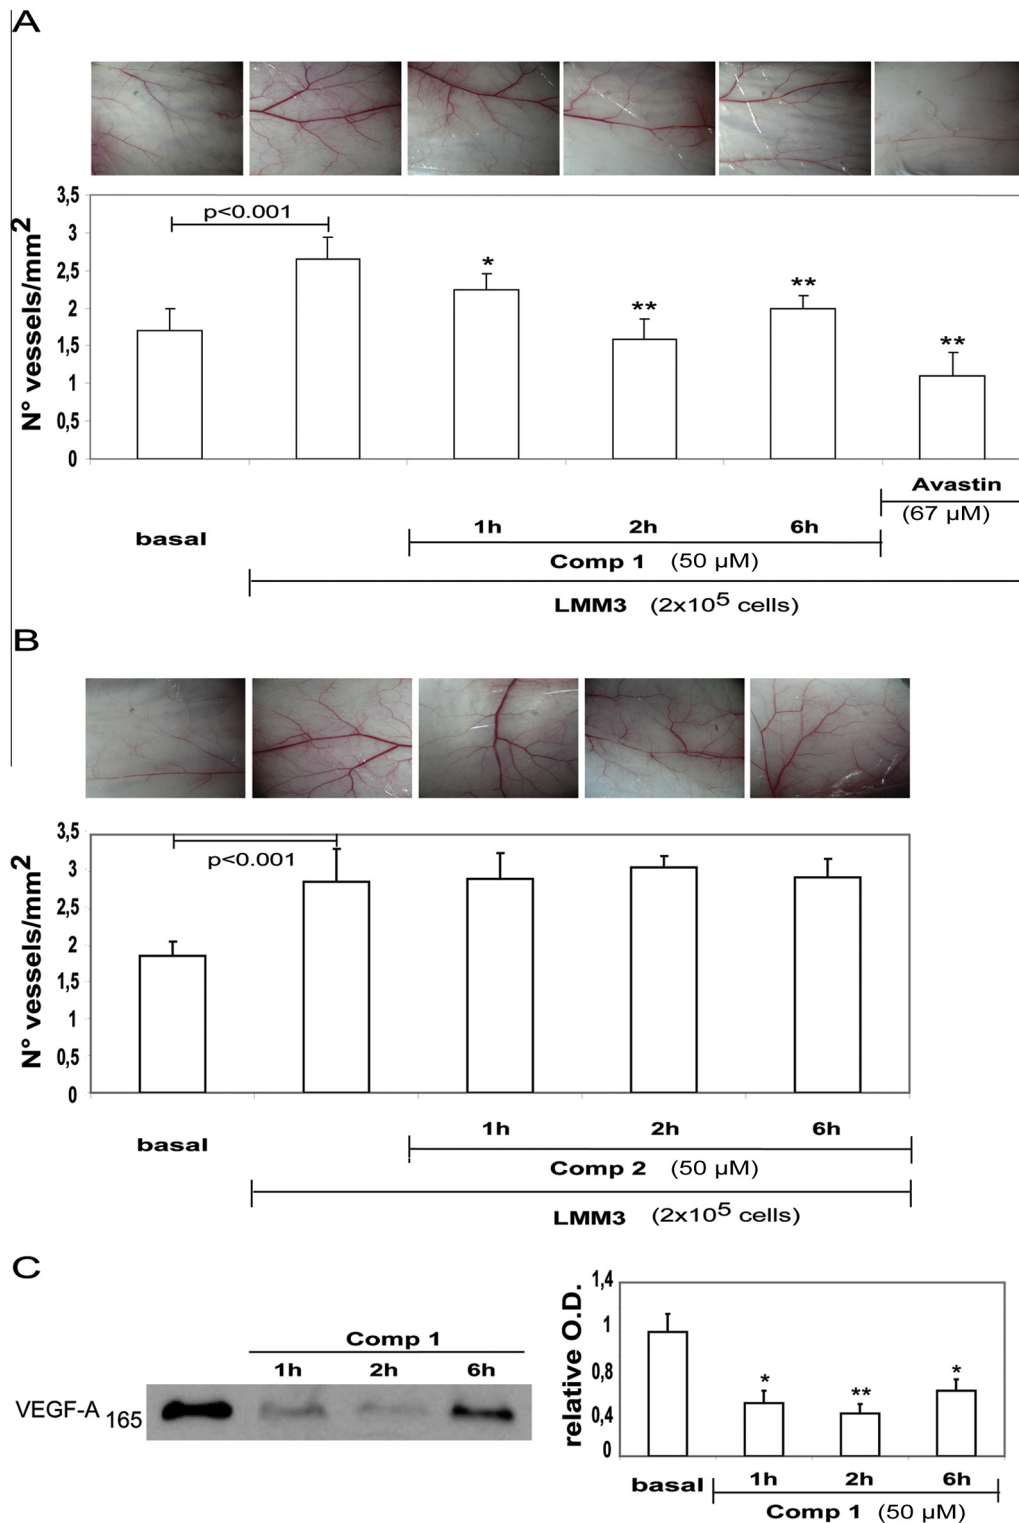 A
N° vessels/mm2
3,5
3
2,5
2
1,5
1
0,5
0
p<0.001
*
**
**
**
Avastin
(67 µM)
basal
1h 2h 6h
Comp 1 (50 µM)
LMM3 (2x105 cells)
B
N° vessels/mm2
3,5
3
2,5
2
1,5
1
0,5
0
p<0.001
basal
1h 2h 6h
Comp 2 (50 µM)
LMM3 (2x105 cells)
C
Comp 1
1h 2h 6h
VEGF-A 165
relative O.D.
1,4
1
0,8
0,4
0
*
**
*
basal 1h 2h 6h
Comp 1 (50 µM)